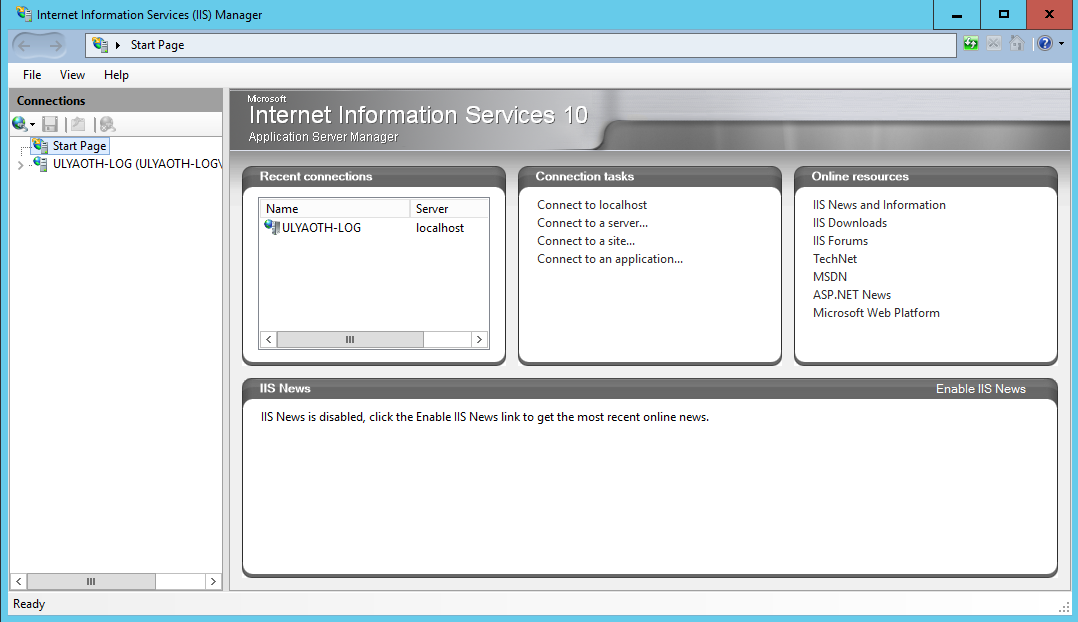 Internet Information Services (IIS) Manager
Start Page
File View Help
Connections
Start Page
ULYAOTH-LOG (ULYAOTH-LOG\
Microsoft
Internet Information Services 10
Application Server Manager
Recent connections
Name Server
ULYAOTH-LOG localhost
Connection tasks
Connect to localhost
Connect to a server...
Connect to a site...
Connect to an application...
Online resources
IIS News and Information
IIS Downloads
IIS Forums
TechNet
MSDN
ASP.NET News
Microsoft Web Platform
IIS News Enable IIS News
IIS News is disabled, click the Enable IIS News link to get the most recent online news.
Ready